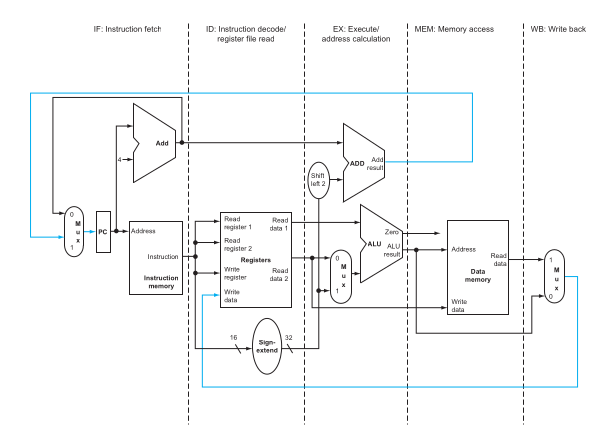 IF: Instruction fetch
ID: Instruction decode/
register file read
EX: Execute/
address calculation
MEM: Memory access
WB: Write back
Add
4
ADD
Add
result
Shift
left 2
0
M
u
x
1
PC
Address
Instruction
Instruction
memory
Read
register 1
Read
register 2
Write
register
Write
data
Registers
Read
data 1
Read
data 2
0
M
u
x
1
ALU
Zero
ALU
result
Address
Write
data
Data
memory
Read
data
1
M
u
x
0
16
Sign-
extend
32